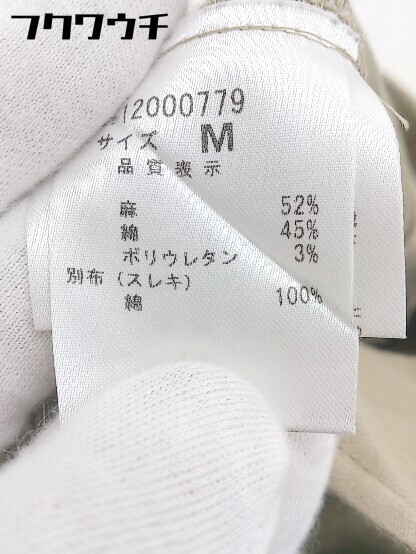 フクワウチ
12000779
サイズ M
品質表示
麻 52%
綿 45%
ポリウレタン 3%
別布(スレキ)
綿 100%